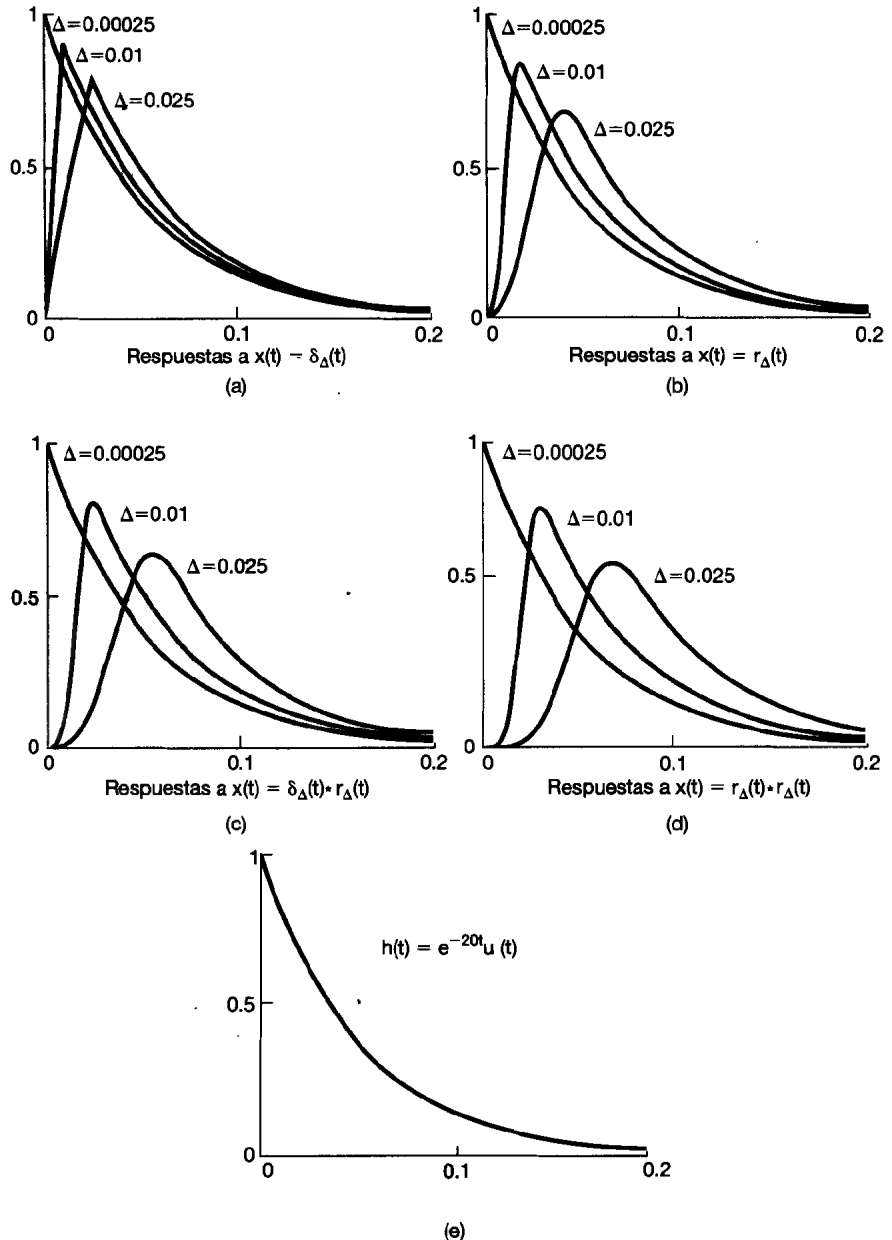 1
Δ=0.00025
Δ=0.01
Δ=0.025
0.5
0
0
0.1
0.2
Respuestas a x(t) − δΔ(t)
(a)
1
Δ=0.00025
Δ=0.01
Δ=0.025
0.5
0
0
0.1
0.2
Respuestas a x(t) = rΔ(t)
(b)
1
Δ=0.00025
Δ=0.01
Δ=0.025
0.5
0
0
0.1
0.2
Respuestas a x(t) = δΔ(t)* rΔ(t)
(c)
1
Δ=0.00025
Δ=0.01
Δ=0.025
0.5
0
0
0.1
0.2
Respuestas a x(t) = rΔ(t)* rΔ(t)
(d)
1
h(t) = e⁻²⁰ᵗu (t)
0.5
0
0
0.1
0.2
(e)